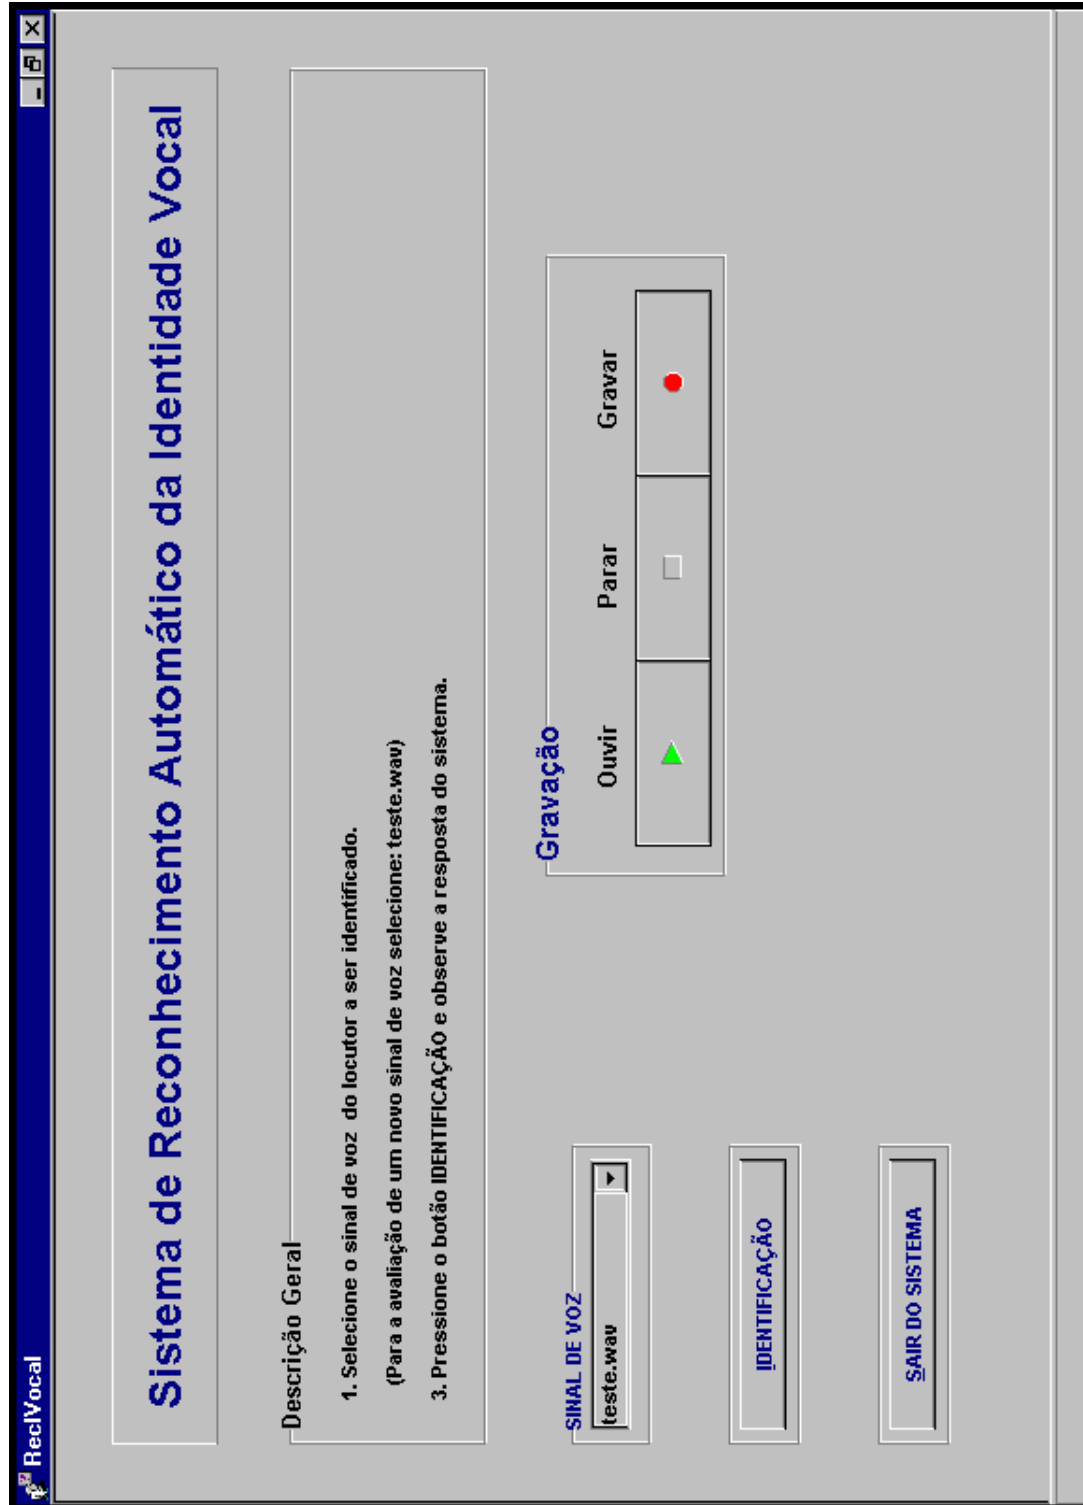 ReclVocal
Sistema de Reconhecimento Automático da Identidade Vocal
Descrição Geral
1. Selecione o sinal de voz  do locutor a ser identificado.
(Para a avaliação de um novo sinal de voz selecione: teste.wav)
3. Pressione o botão IDENTIFICAÇÃO e observe a resposta do sistema.
SINAL DE VOZ
teste.wav
IDENTIFICAÇÃO
SAIR DO SISTEMA
Gravação
Ouvir Parar Gravar